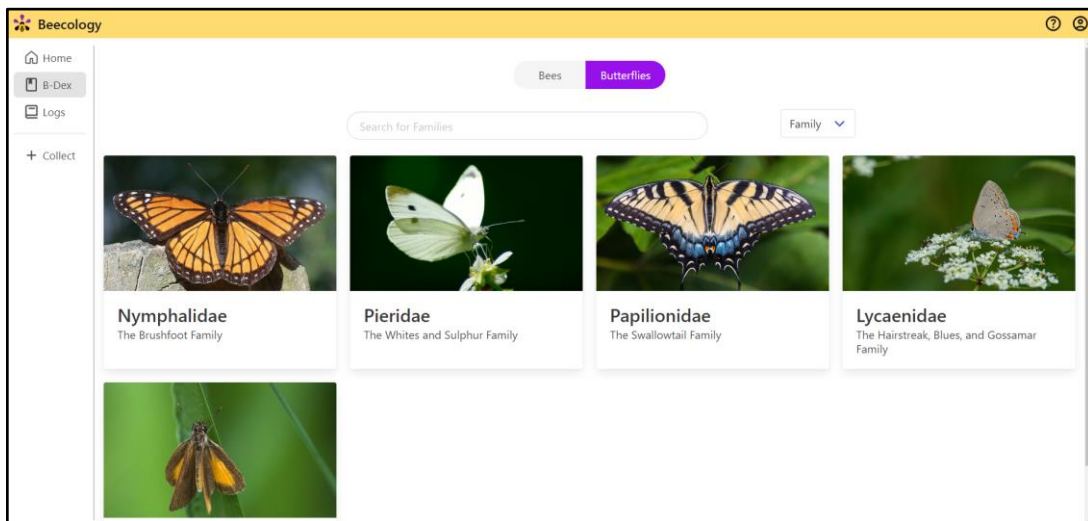 Beecology
Home
B-Dex
Logs
+ Collect
Bees
Butterflies
Search for Families
Family
Nymphalidae
The Brushfoot Family
Pieridae
The Whites and Sulphur Family
Papilionidae
The Swallowtail Family
Lycaenidae
The Hairstreak, Blues, and Gossamar
Family